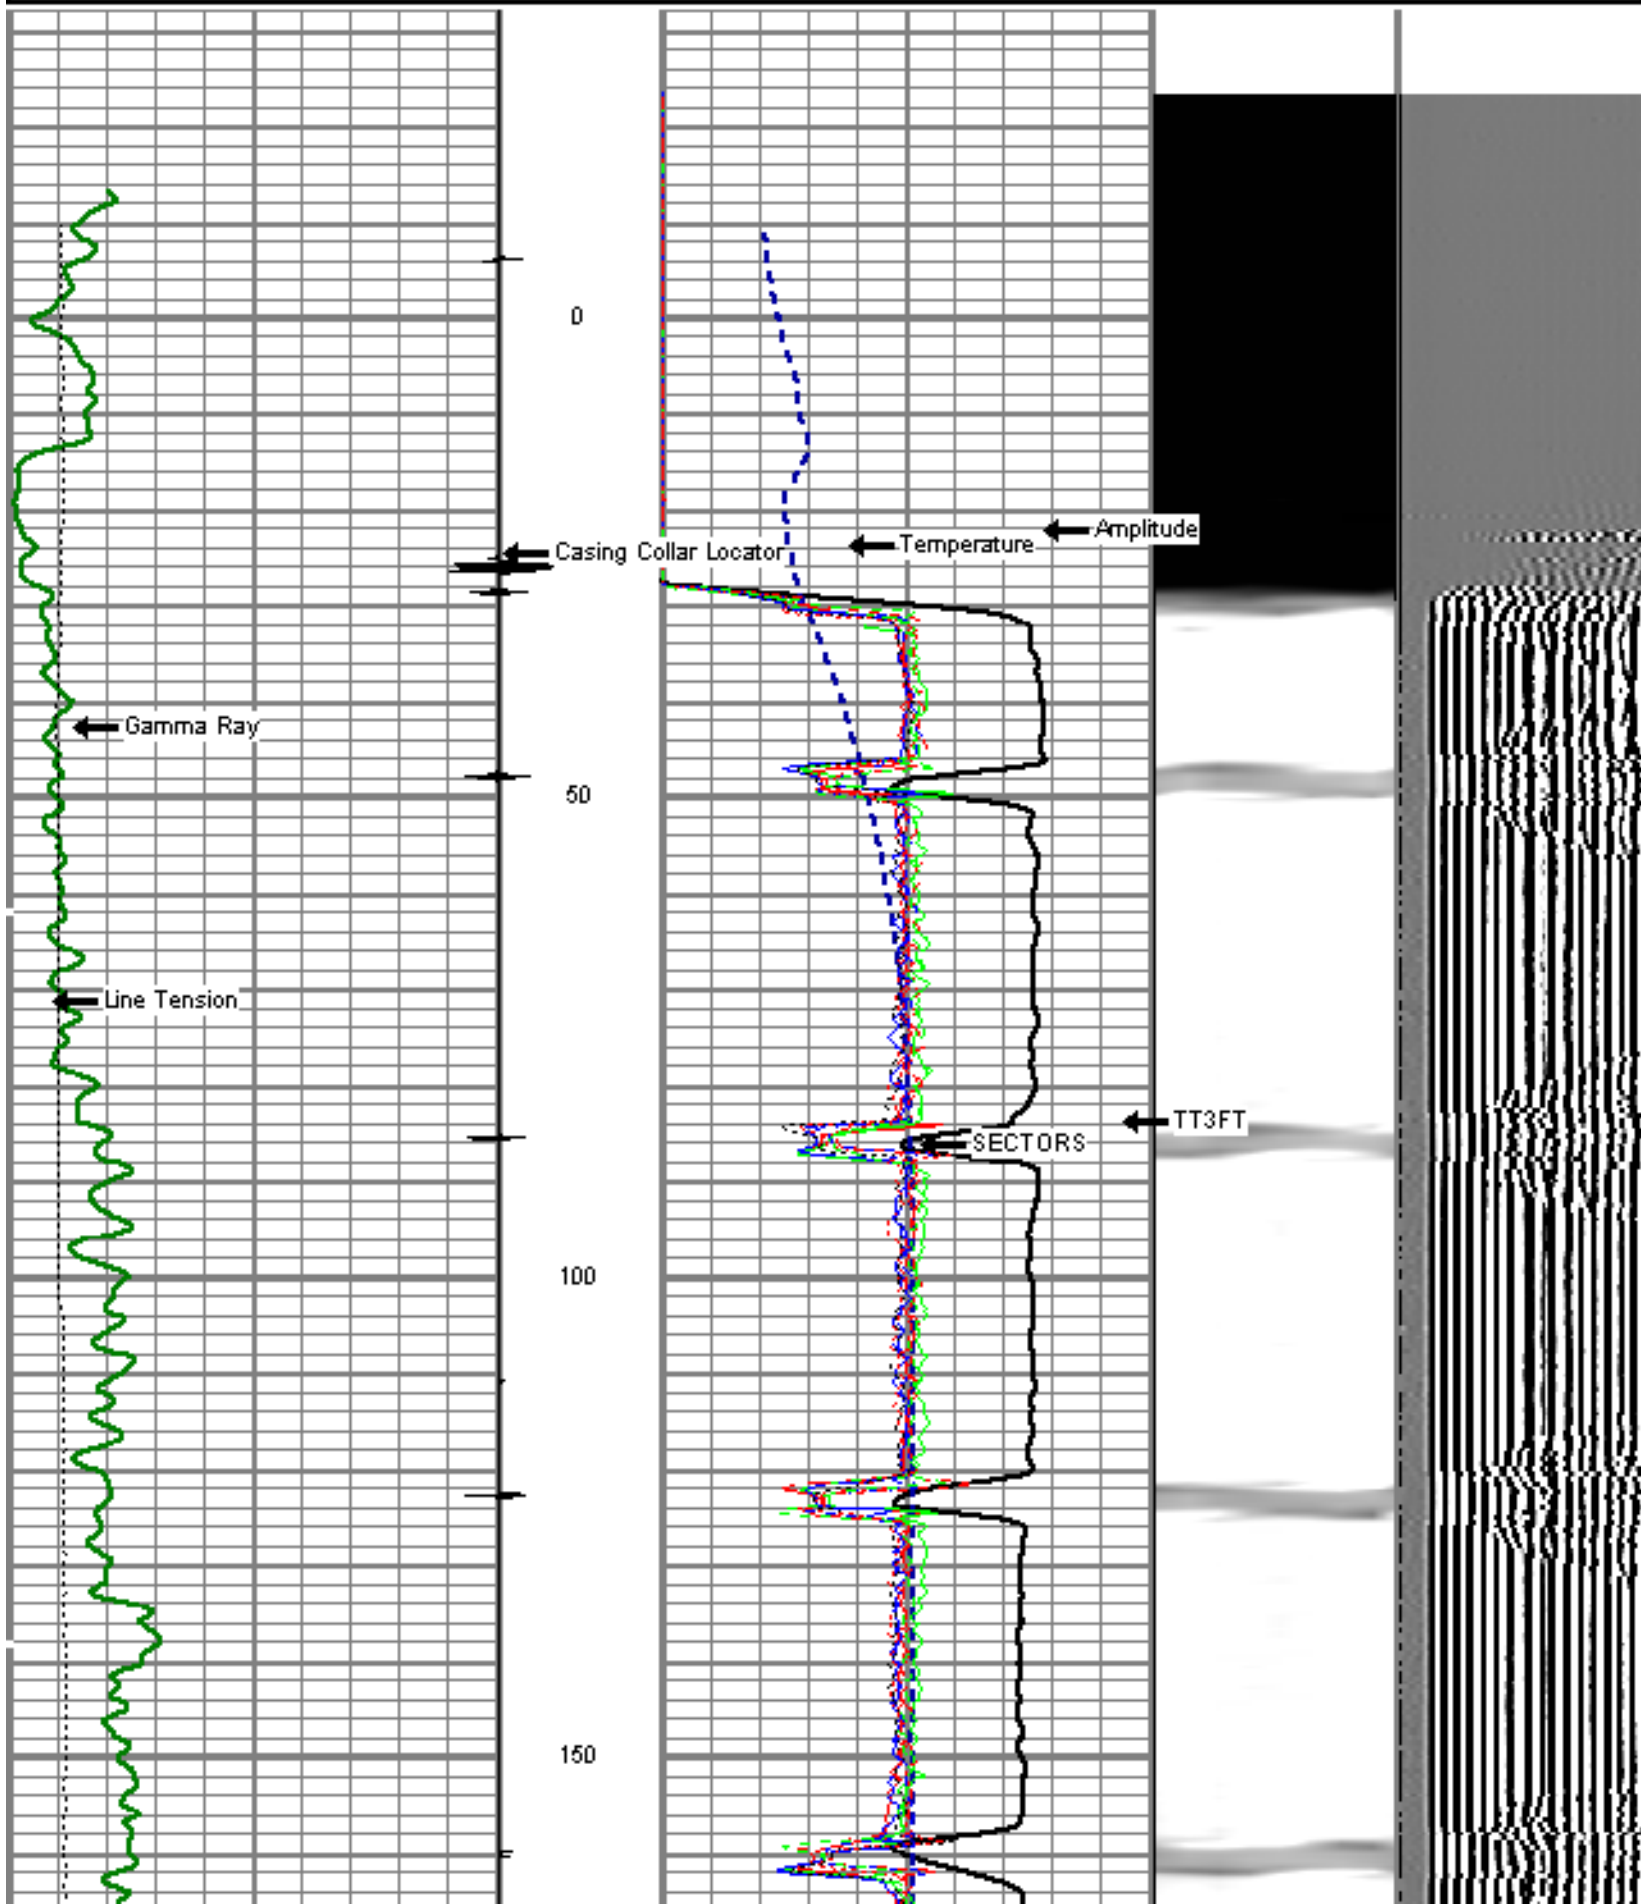 0
Amplitude
Temperature
Casing Collar Locator
Gamma Ray
50
Line Tension
TT3FT
SECTORS
100
150